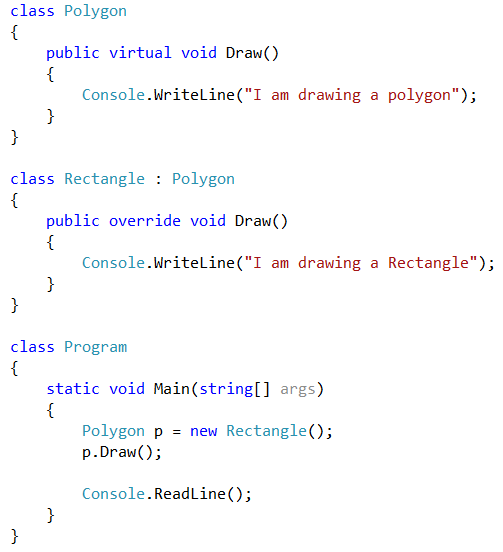 class Polygon
{
    public virtual void Draw()
    {
        Console.WriteLine("I am drawing a polygon");
    }
}

class Rectangle : Polygon
{
    public override void Draw()
    {
        Console.WriteLine("I am drawing a Rectangle");
    }
}

class Program
{
    static void Main(string[] args)
    {
        Polygon p = new Rectangle();
        p.Draw();

        Console.ReadLine();
    }
}